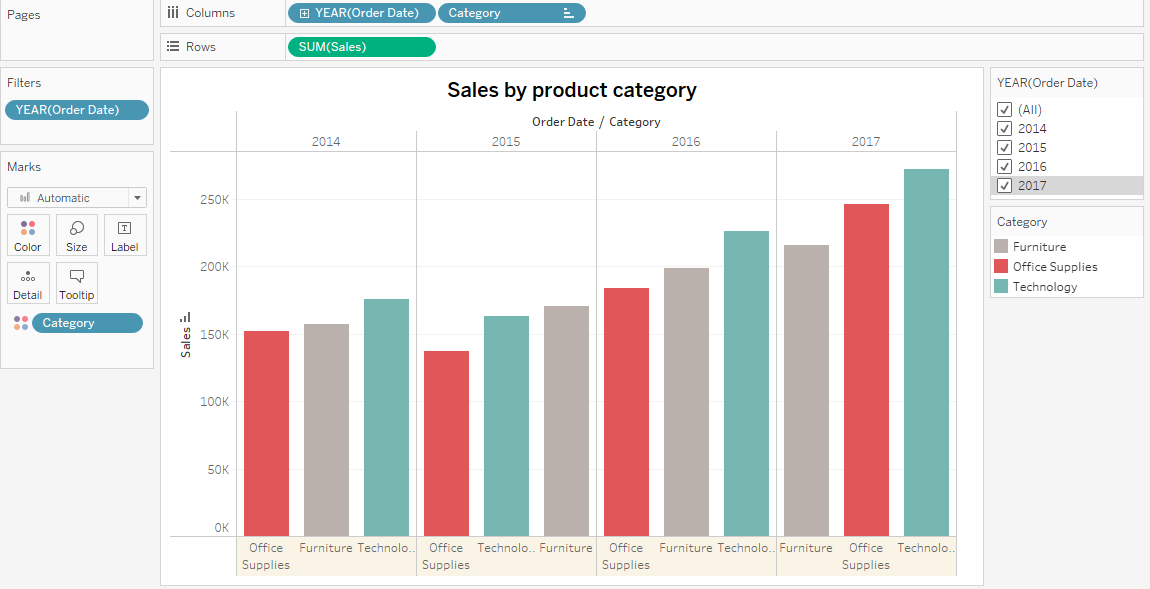 Pages
Columns
YEAR(Order Date)
Category
Rows
SUM(Sales)
Filters
YEAR(Order Date)
Marks
Automatic
Color
Size
Label
Detail
Tooltip
Category
Sales by product category
Order Date / Category
2014
2015
2016
2017
250K
200K
150K
100K
50K
0K
Sales
Office Supplies
Furniture
Technolo..
Office Supplies
Technolo..
Furniture
Office Supplies
Furniture
Technolo..
Furniture
Office Supplies
Technolo..
YEAR(Order Date)
(All)
2014
2015
2016
2017
Category
Furniture
Office Supplies
Technology